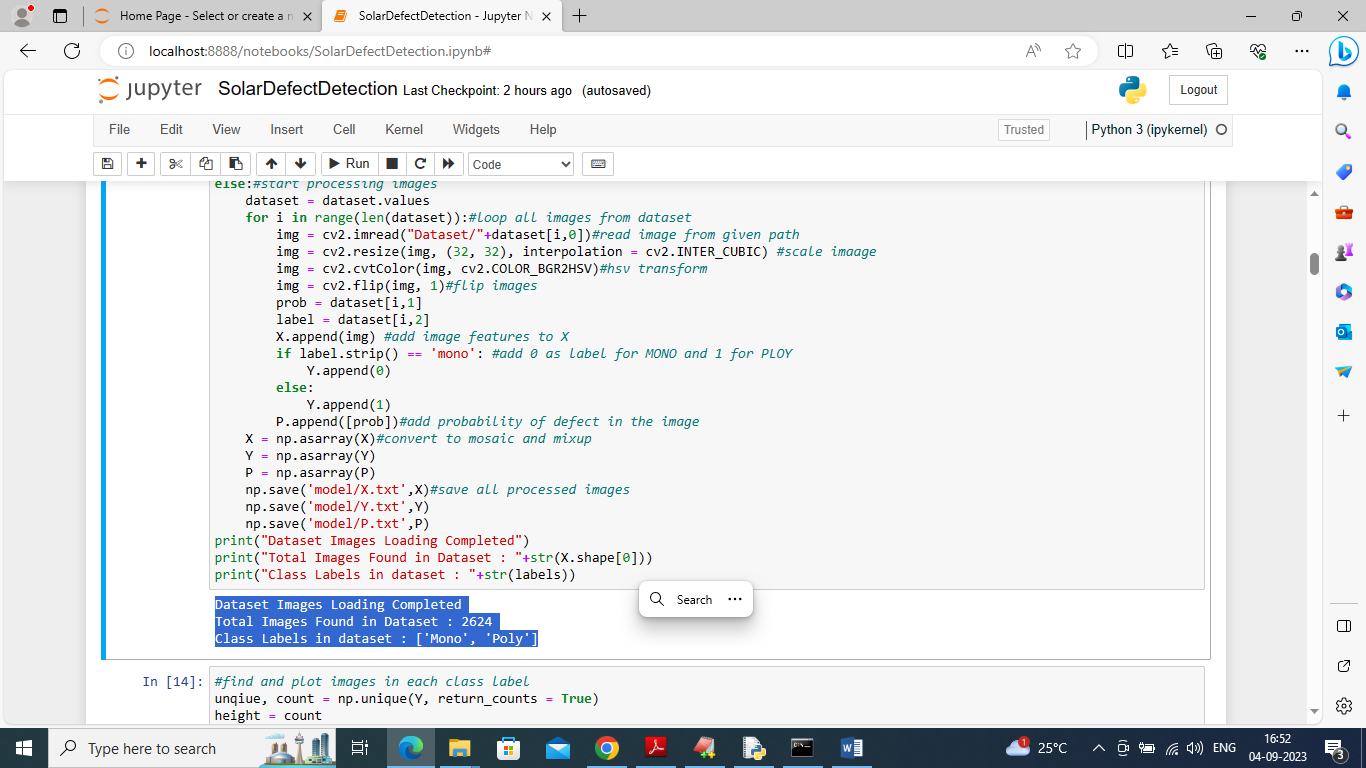 Home Page - Select or create a n
SolarDefectDetection - Jupyter N
localhost:8888/notebooks/SolarDefectDetection.ipynb#
jupyter SolarDefectDetection Last Checkpoint: 2 hours ago (autosaved)
Logout
File Edit View Insert Cell Kernel Widgets Help
Trusted
Python 3 (ipykernel)
Run
Code
else:#start processing images
    dataset = dataset.values
    for i in range(len(dataset)):#loop all images from dataset
        img = cv2.imread("Dataset/"+dataset[i,0])#read image from given path
        img = cv2.resize(img, (32, 32), interpolation = cv2.INTER_CUBIC) #scale imaage
        img = cv2.cvtColor(img, cv2.COLOR_BGR2HSV)#hsv transform
        img = cv2.flip(img, 1)#flip images
        prob = dataset[i,1]
        label = dataset[i,2]
        X.append(img) #add image features to X
        if label.strip() == 'mono': #add 0 as label for MONO and 1 for PLOY
            Y.append(0)
        else:
            Y.append(1)
        P.append([prob])#add probability of defect in the image
    X = np.asarray(X)#convert to mosaic and mixup
    Y = np.asarray(Y)
    P = np.asarray(P)
    np.save('model/X.txt',X)#save all processed images
    np.save('model/Y.txt',Y)
    np.save('model/P.txt',P)
print("Dataset Images Loading Completed")
print("Total Images Found in Dataset : "+str(X.shape[0]))
print("Class Labels in dataset : "+str(labels))
Search
Dataset Images Loading Completed
Total Images Found in Dataset : 2624
Class Labels in dataset : ['Mono', 'Poly']
In [14]: #find and plot images in each class label
unqiue, count = np.unique(Y, return_counts = True)
height = count
Type here to search
1
25°C
ENG
16:52
04-09-2023
3